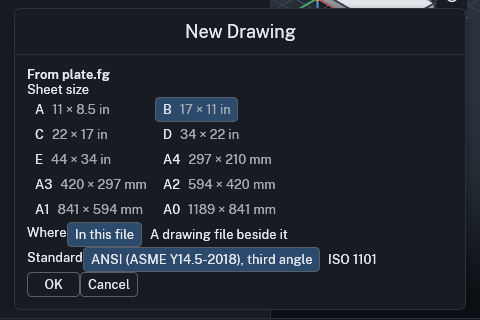 New Drawing
From plate.fg
Sheet size
A 11 × 8.5 in B 17 × 11 in
C 22 × 17 in D 34 × 22 in
E 44 × 34 in A4 297 × 210 mm
A3 420 × 297 mm A2 594 × 420 mm
A1 841 × 594 mm A0 1189 × 841 mm
Where In this file A drawing file beside it
Standard ANSI (ASME Y14.5-2018), third angle ISO 1101
OK Cancel